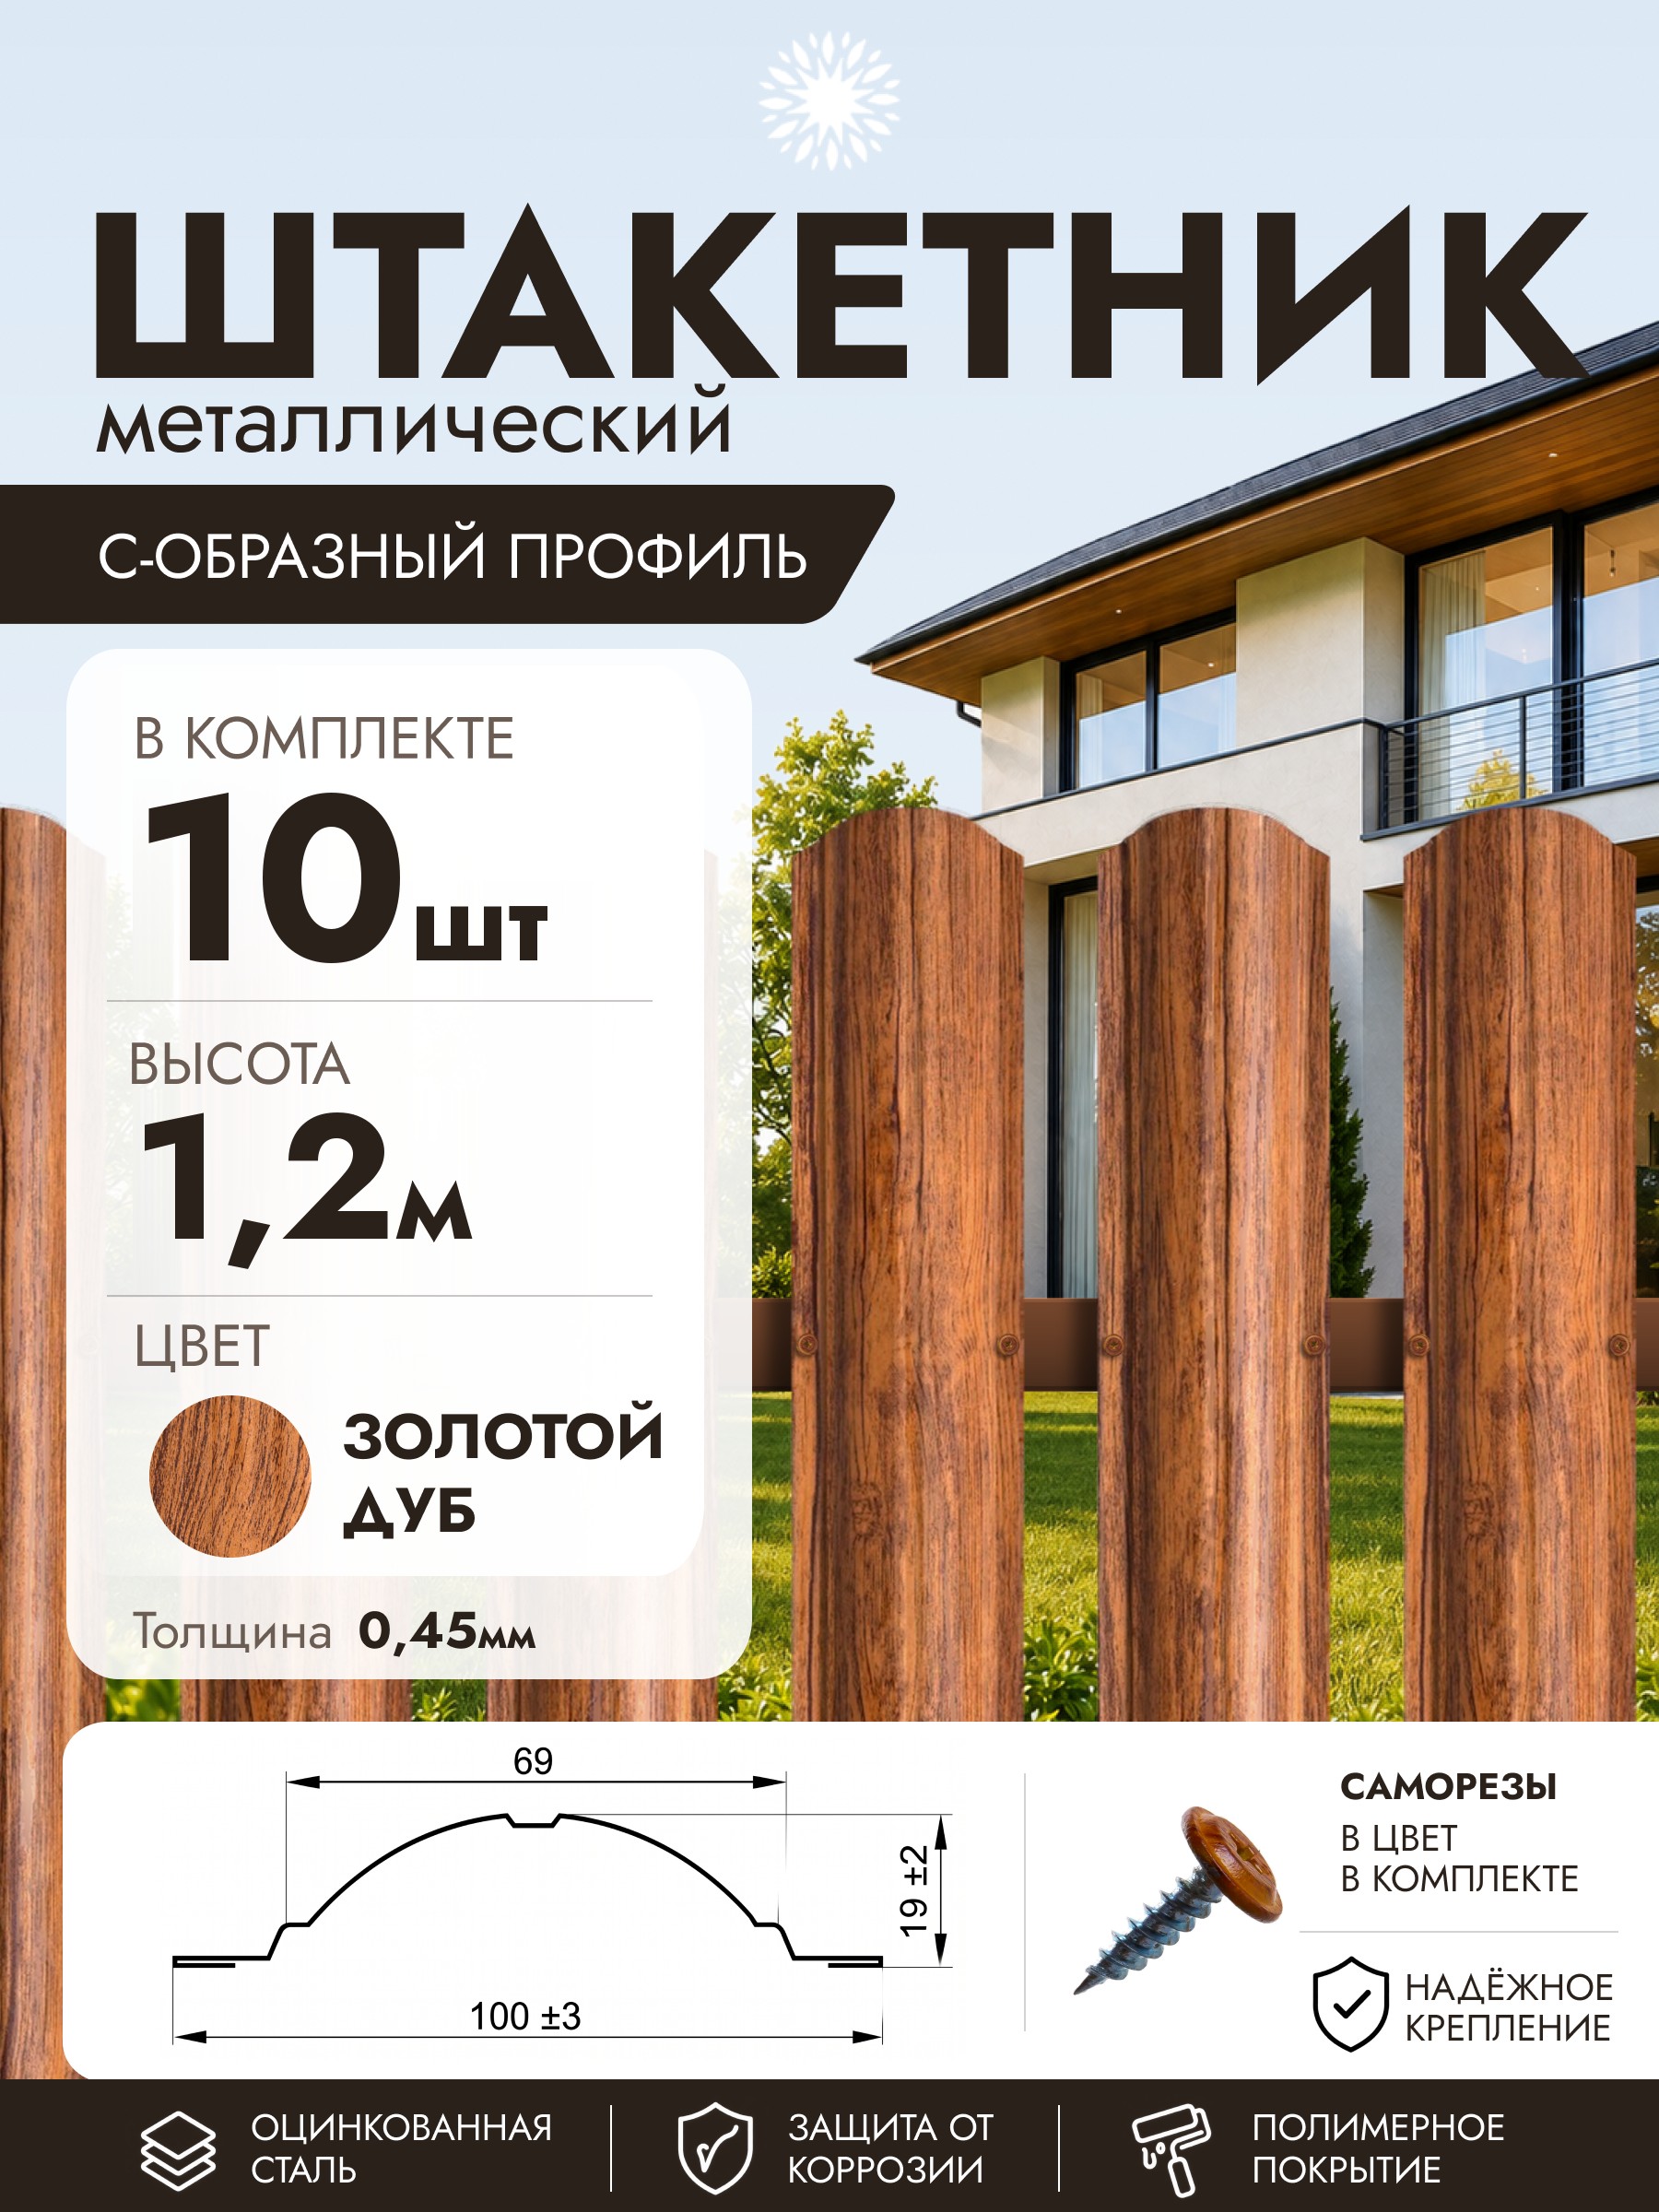 ШТАКЕТНИК
металлический
С-ОБРАЗНЫЙ ПРОФИЛЬ
В КОМПЛЕКТЕ
10шт
ВЫСОТА
1,2м
ЦВЕТ
ЗОЛОТОЙ
ДУБ
Толщина 0,45мм
69
19 ±2
100 ±3
САМОРЕЗЫ
В ЦВЕТ
В КОМПЛЕКТЕ
НАДЁЖНОЕ
КРЕПЛЕНИЕ
ОЦИНКОВАННАЯ
СТАЛЬ
ЗАЩИТА ОТ
КОРРОЗИИ
ПОЛИМЕРНОЕ
ПОКРЫТИЕ